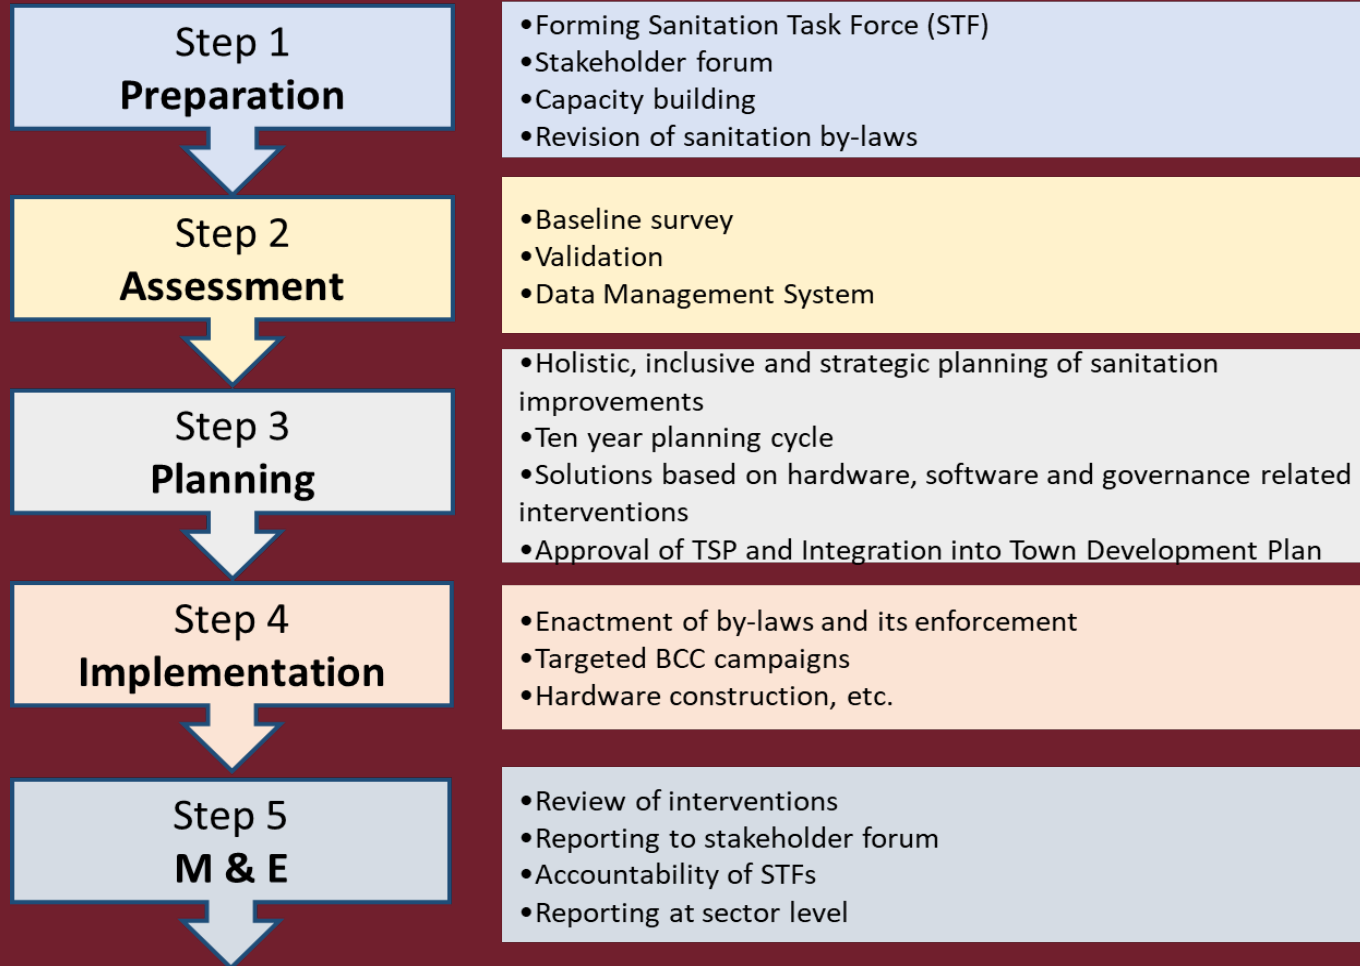 Step 1
Preparation
•Forming Sanitation Task Force (STF)
•Stakeholder forum
•Capacity building
•Revision of sanitation by-laws
Step 2
Assessment
•Baseline survey
•Validation
•Data Management System
Step 3
Planning
•Holistic, inclusive and strategic planning of sanitation
improvements
•Ten year planning cycle
•Solutions based on hardware, software and governance related
interventions
•Approval of TSP and Integration into Town Development Plan
Step 4
Implementation
•Enactment of by-laws and its enforcement
•Targeted BCC campaigns
•Hardware construction, etc.
Step 5
M & E
•Review of interventions
•Reporting to stakeholder forum
•Accountability of STFs
•Reporting at sector level